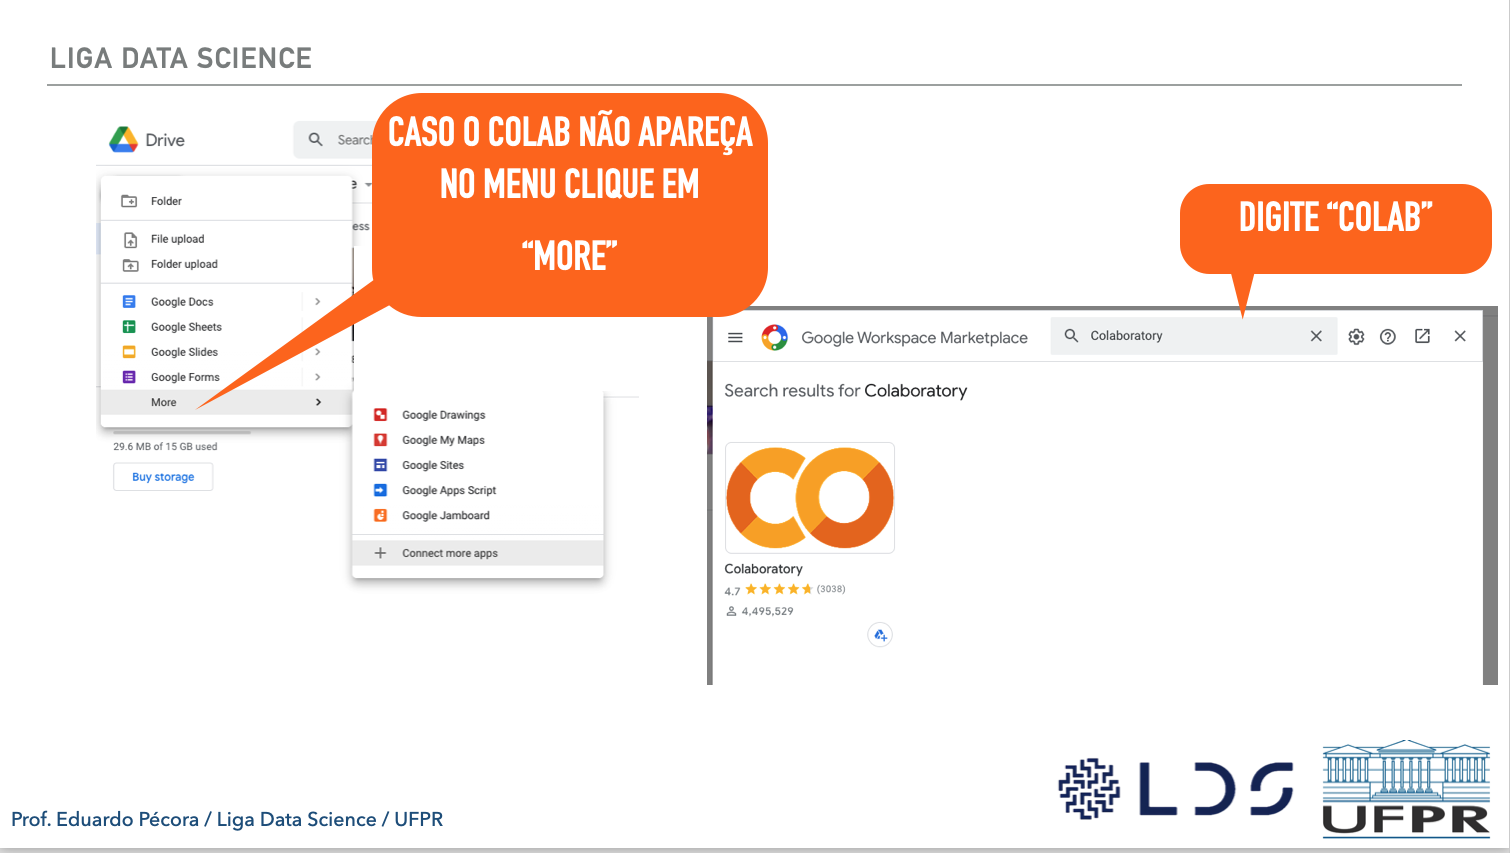 LIGA DATA SCIENCE
Drive
Search
CASO O COLAB NÃO APAREÇA
NO MENU CLIQUE EM
“MORE”
Folder
File upload
Folder upload
Google Docs
Google Sheets
Google Slides
Google Forms
More
29.6 MB of 15 GB used
Buy storage
Google Drawings
Google My Maps
Google Sites
Google Apps Script
Google Jamboard
Connect more apps
DIGITE “COLAB”
Google Workspace Marketplace
Colaboratory
Search results for Colaboratory
Colaboratory
4.7 (3038)
4,495,529
LDS
UFPR
Prof. Eduardo Pécora / Liga Data Science / UFPR